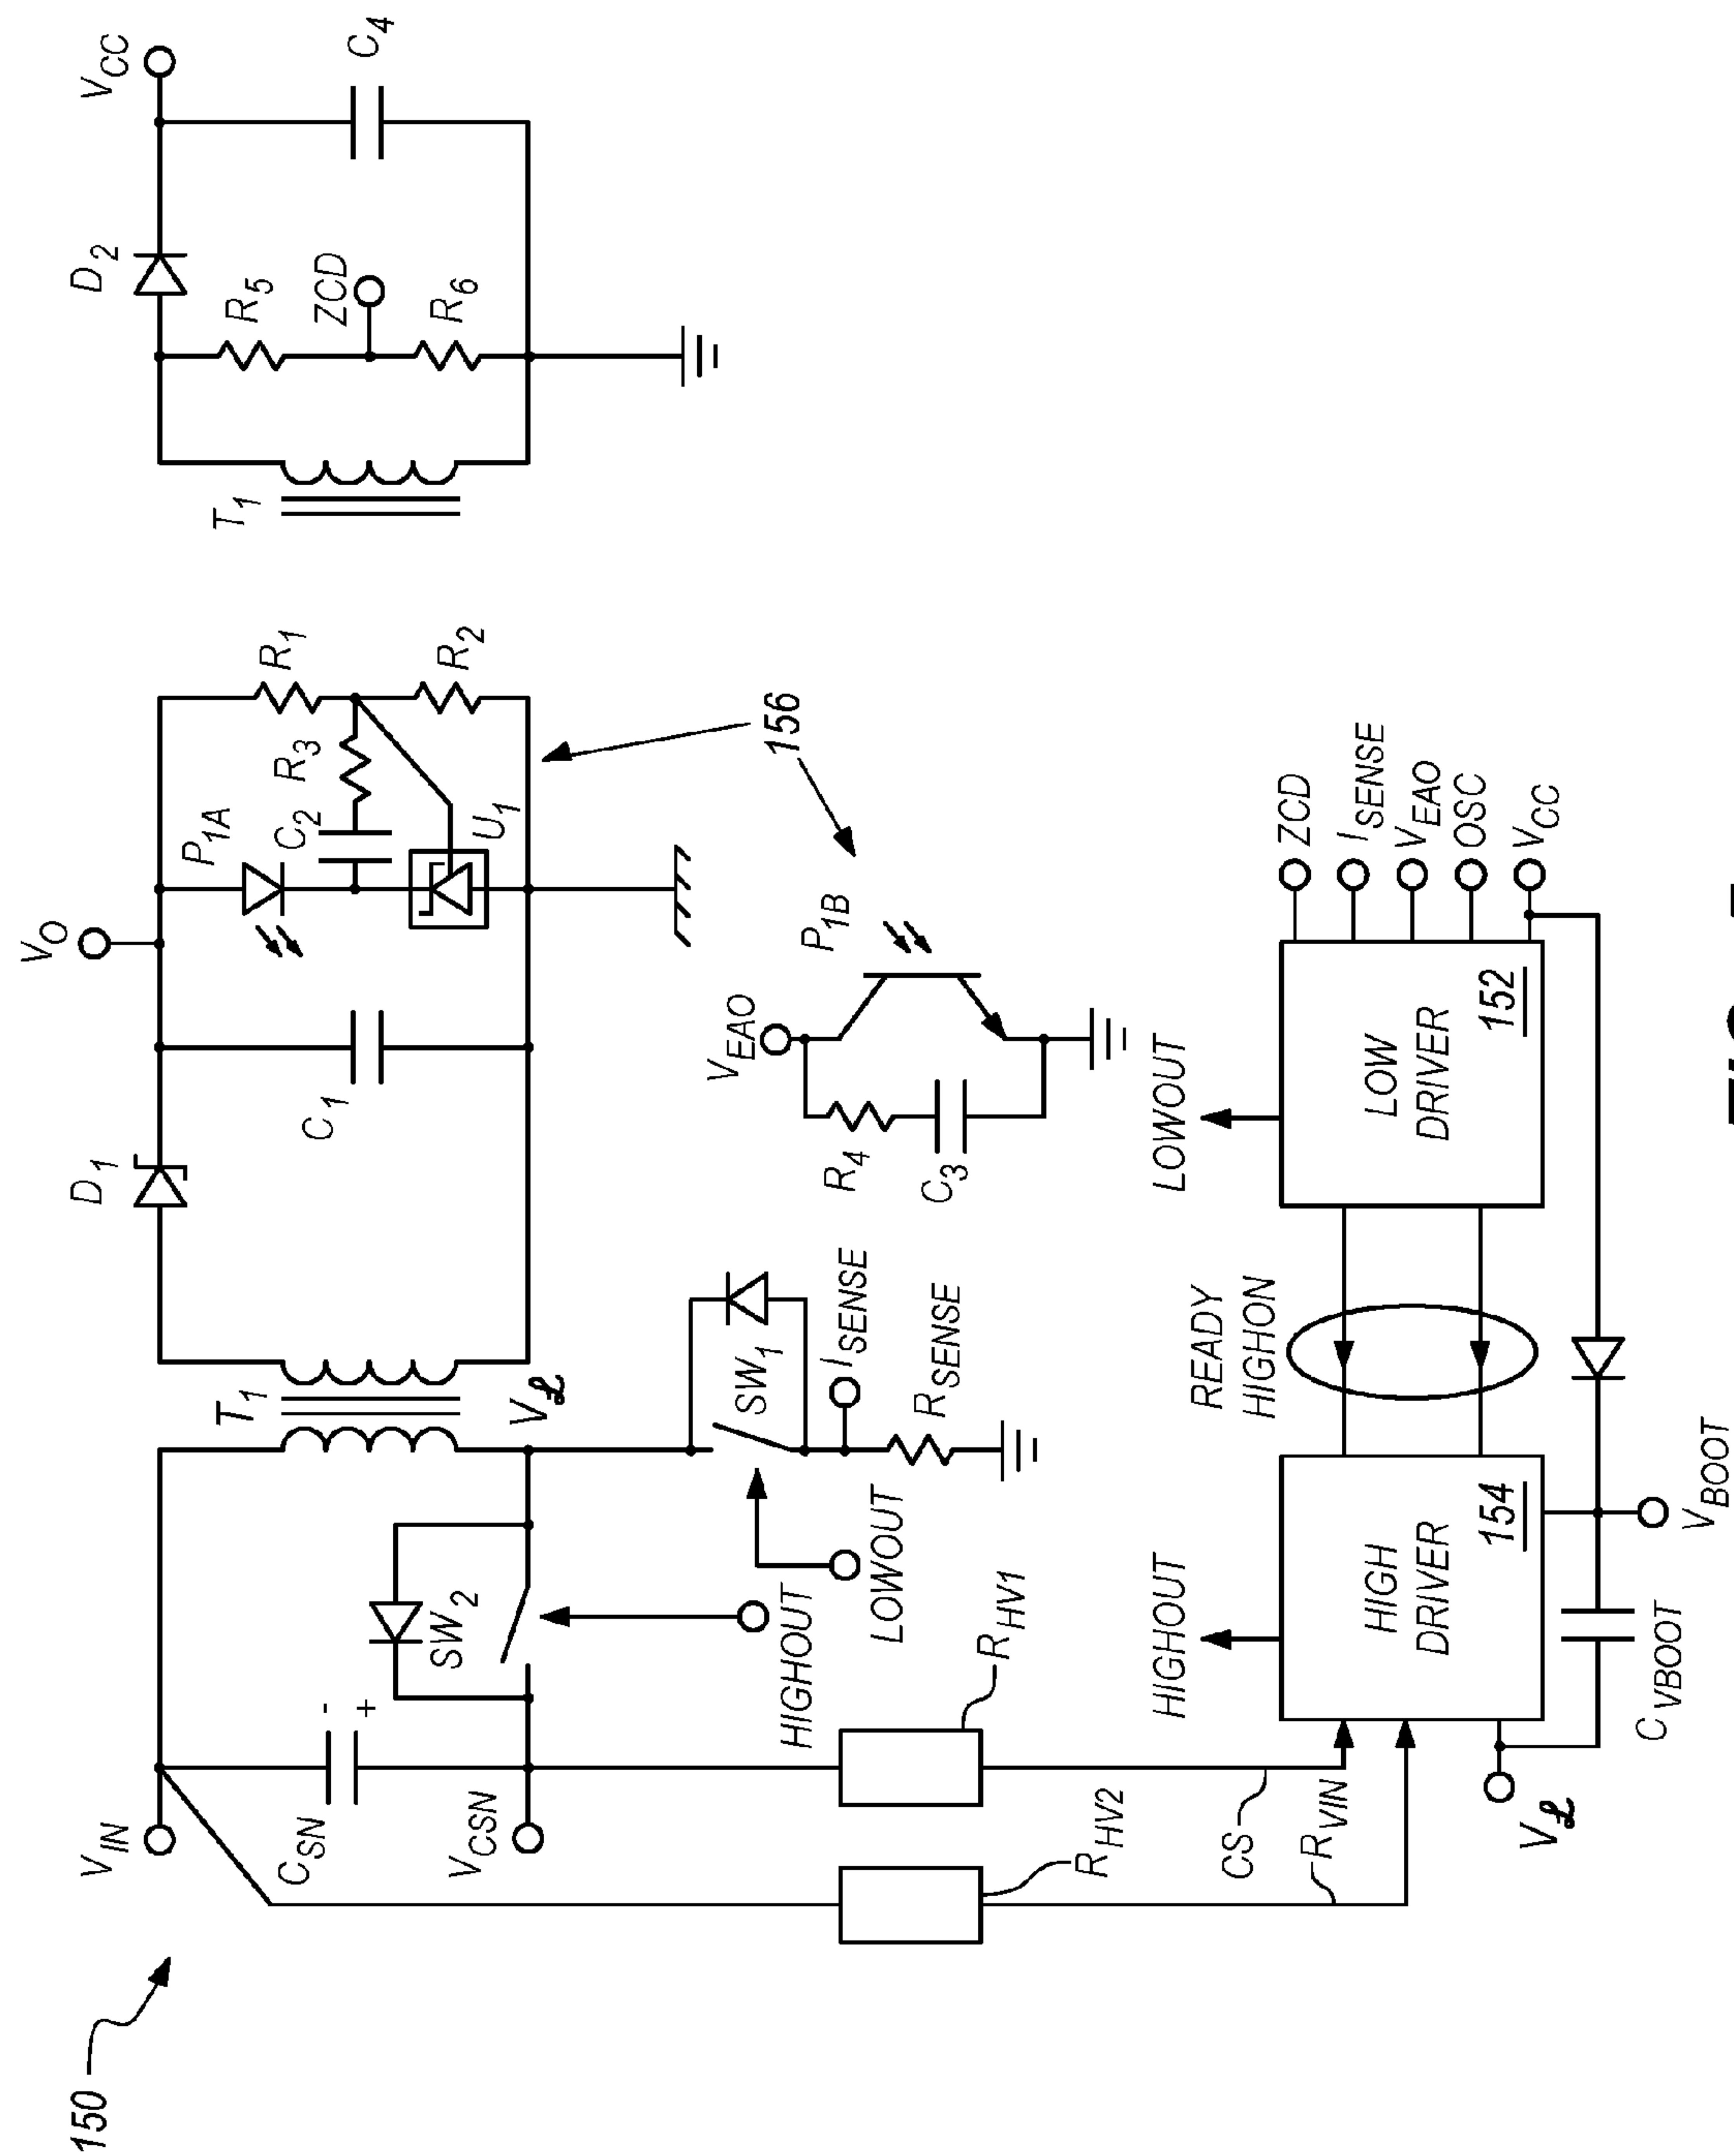 150
V_IN
C_SN
-
+
V_CSN
SW_2
HIGHOUT
LOWOUT
T_1
V_ℒ
SW_1
I_SENSE
R_SENSE
R_HV1
R_HV2
CS
R_VIN
D_1
C_1
V_O
P_1A
C_2
R_3
R_1
R_2
U_1
156
V_EAO
P_1B
R_4
C_3
T_1
D_2
R_5
ZCD
R_6
V_CC
C_4
HIGHOUT
HIGH
DRIVER
154
V_ℒ
C_VBOOT
V_BOOT
READY
HIGHON
LOWOUT
LOW
DRIVER
152
ZCD
I_SENSE
V_EAO
OSC
V_CC